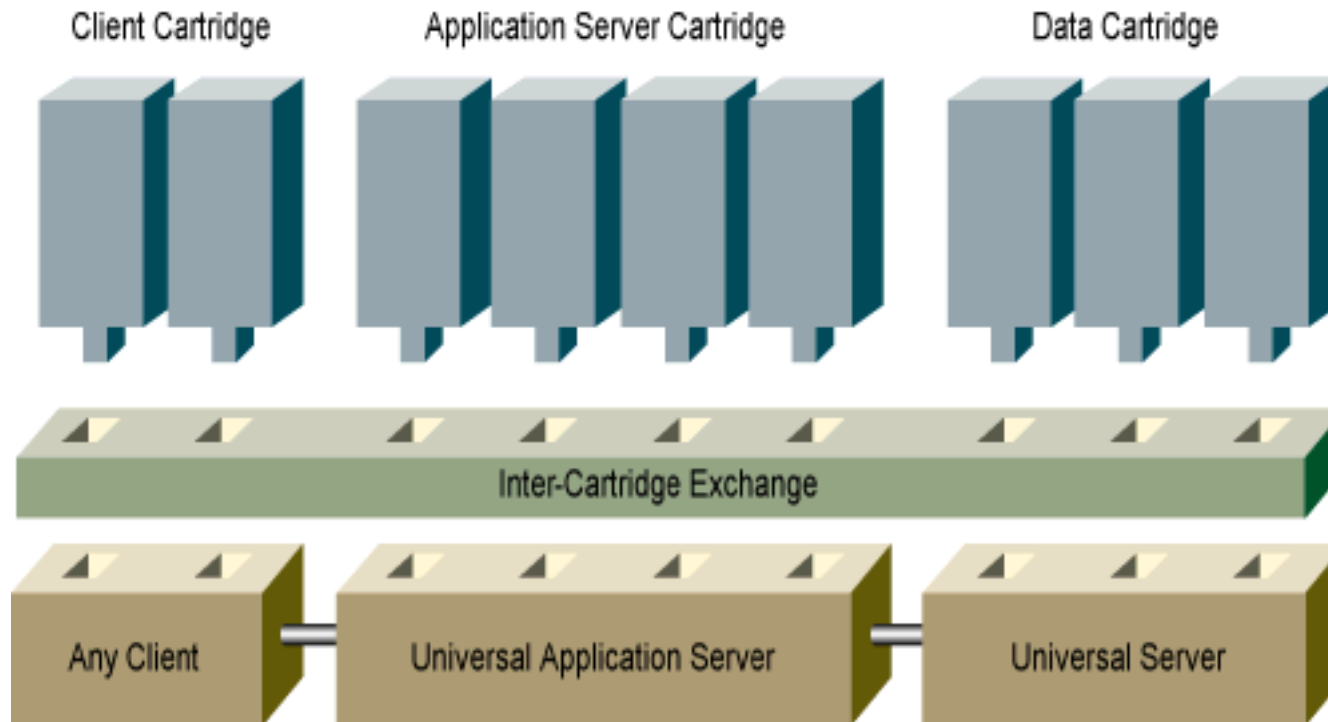 Client Cartridge
Application Server Cartridge
Data Cartridge
Inter-Cartridge Exchange
Any Client
Universal Application Server
Universal Server